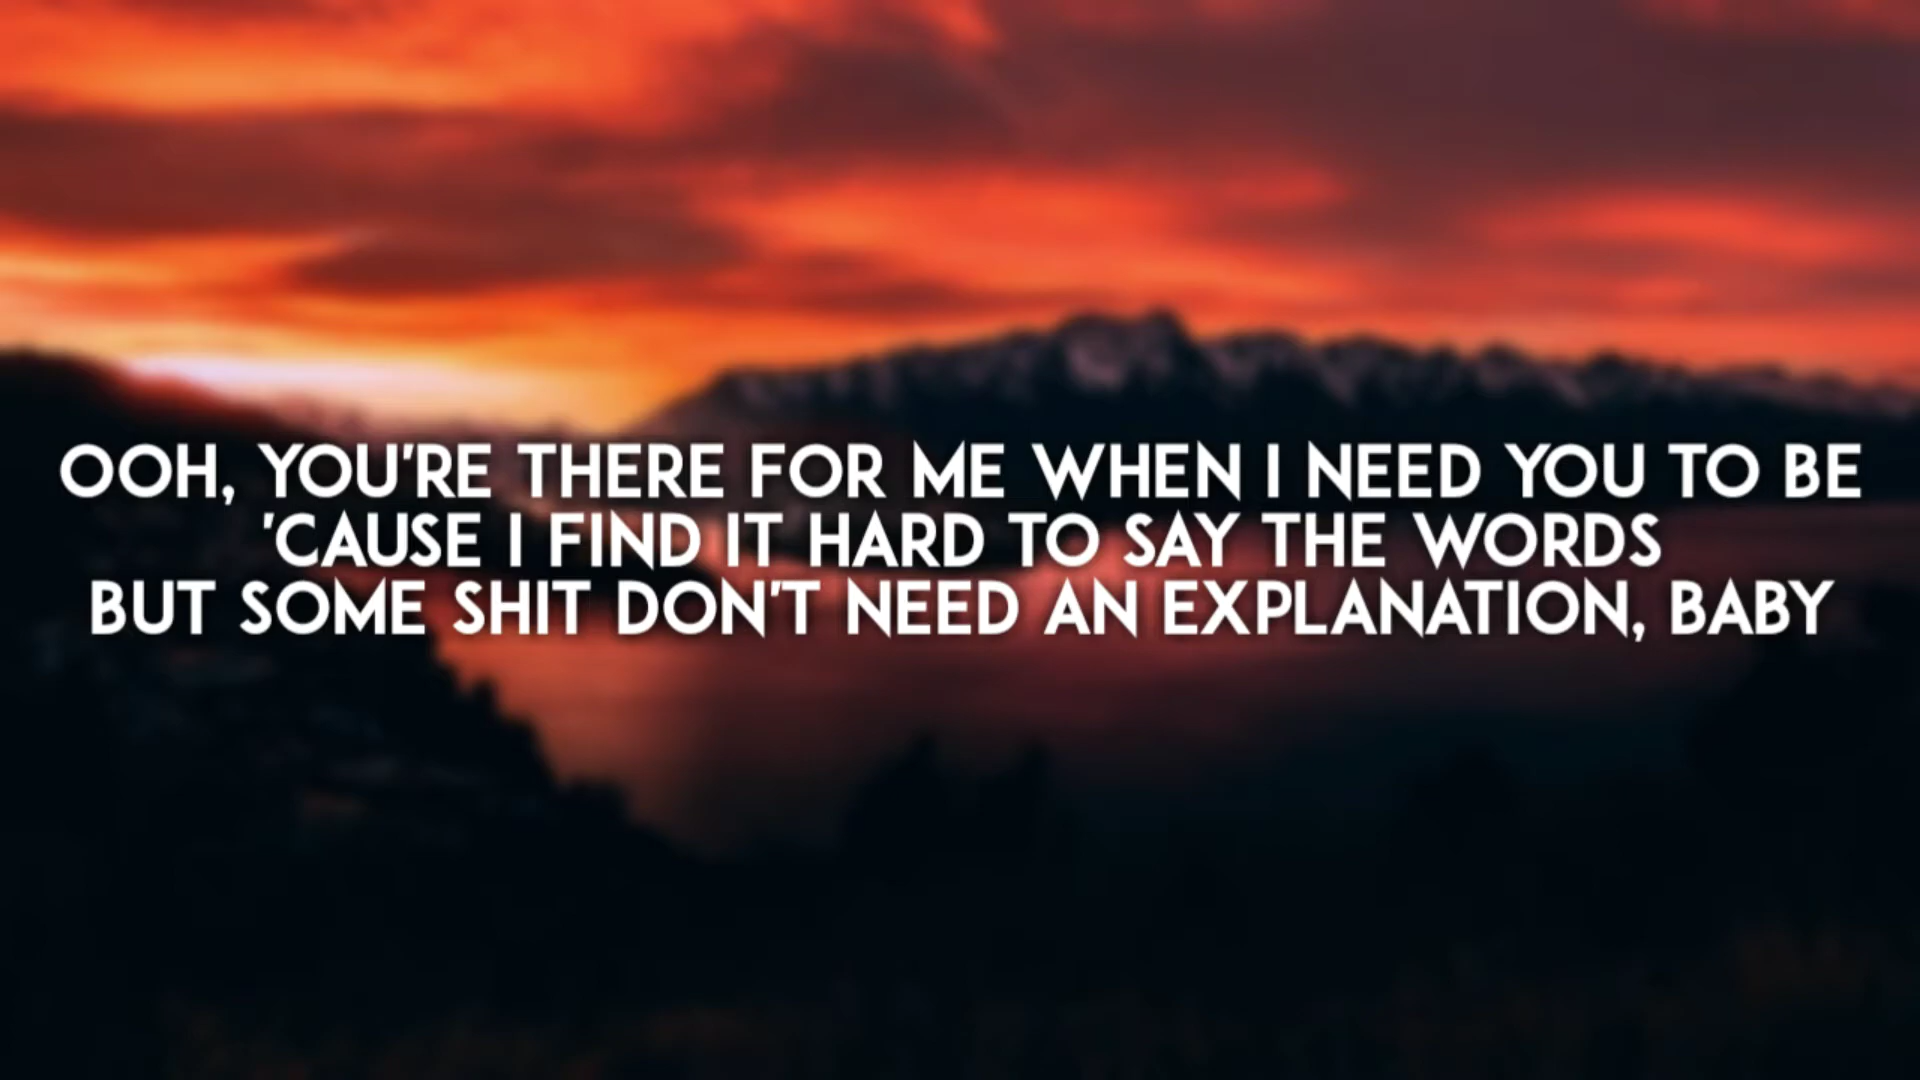 OOH, YOU'RE THERE FOR ME WHEN I NEED YOU TO BE
'CAUSE I FIND IT HARD TO SAY THE WORDS
BUT SOME SHIT DON'T NEED AN EXPLANATION, BABY